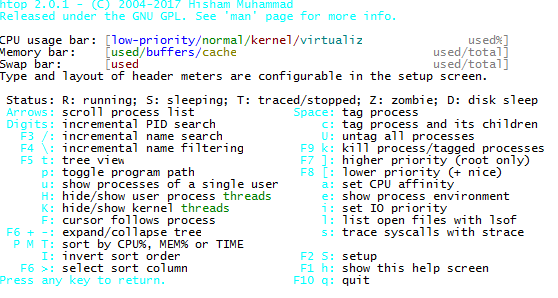 htop 2.0.1 - (C) 2004-2017 Hisham Muhammad
Released under the GNU GPL. See 'man' page for more info.
CPU usage bar: [low-priority/normal/kernel/virtualiz               used%]
Memory bar:    [used/buffers/cache                            used/total]
Swap bar:      [used                                          used/total]
Type and layout of header meters are configurable in the setup screen.
Status: R: running; S: sleeping; T: traced/stopped; Z: zombie; D: disk sleep
Arrows: scroll process list              Space: tag process
Digits: incremental PID search               c: tag process and its children
F3 /: incremental name search              U: untag all processes
F4 \: incremental name filtering        F9 k: kill process/tagged processes
F5 t: tree view                         F7 ]: higher priority (root only)
p: toggle program path              F8 [: lower priority (+ nice)
u: show processes of a single user     a: set CPU affinity
H: hide/show user process threads      e: show process environment
K: hide/show kernel threads            i: set IO priority
F: cursor follows process              l: list open files with lsof
F6 + -: expand/collapse tree                 s: trace syscalls with strace
P M T: sort by CPU%, MEM% or TIME
I: invert sort order                F2 S: setup
F6 >: select sort column                F1 h: show this help screen
Press any key to return.                 F10 q: quit